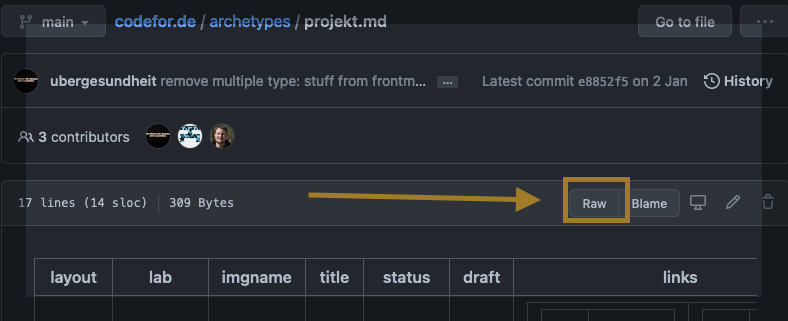 main codefor.de / archetypes / projekt.md Go to file ...
ubergesundheit remove multiple type: stuff from frontm... ... Latest commit e8852f5 on 2 Jan History
3 contributors
17 lines (14 sloc) 309 Bytes Raw Blame
layout lab imgname title status draft links